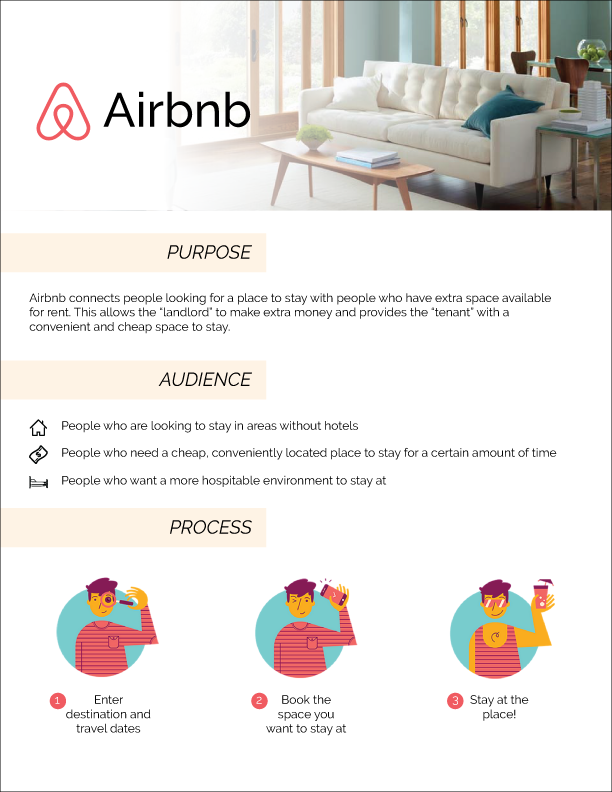 Airbnb
PURPOSE
Airbnb connects people looking for a place to stay with people who have extra space available
for rent. This allows the “landlord” to make extra money and provides the “tenant” with a
convenient and cheap space to stay.
AUDIENCE
People who are looking to stay in areas without hotels
People who need a cheap, conveniently located place to stay for a certain amount of time
People who want a more hospitable environment to stay at
PROCESS
1 Enter
destination and
travel dates
2 Book the
space you
want to stay at
3 Stay at the
place!